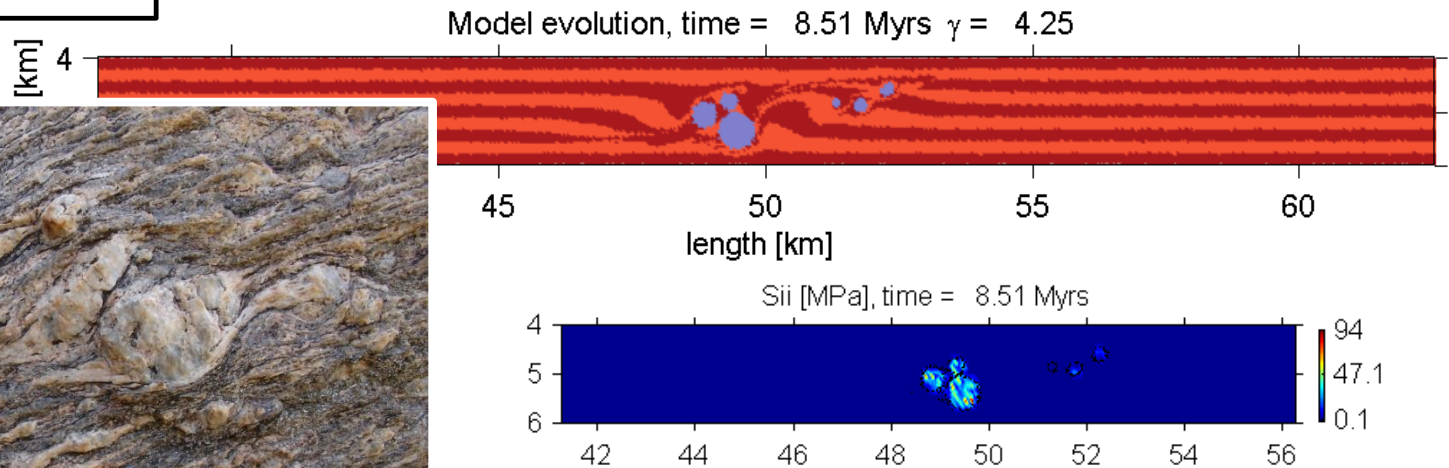 Model evolution, time = 8.51 Myrs γ = 4.25
[km]
4
45 50 55 60
length [km]
Sii [MPa], time = 8.51 Myrs
4
5
6
42 44 46 48 50 52 54 56
94
47.1
0.1